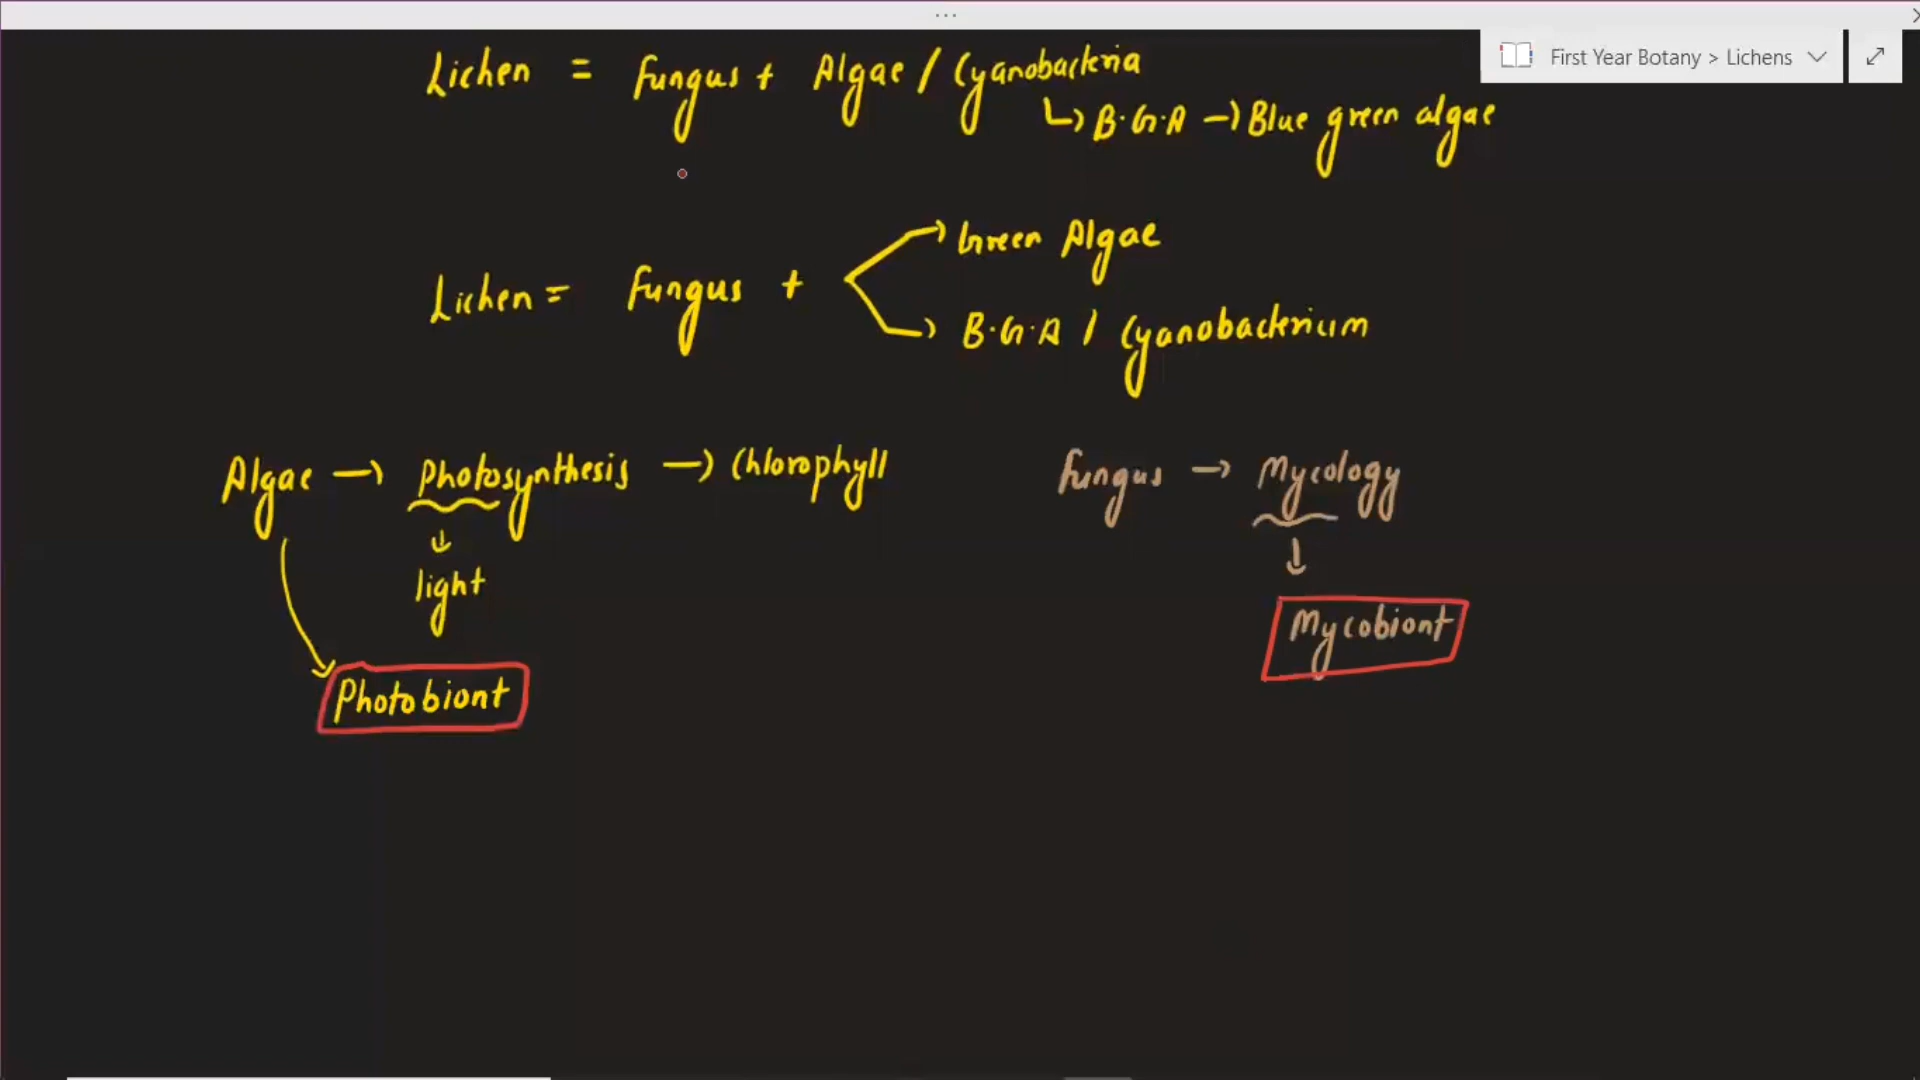 First Year Botany > Lichens
Lichen = Fungus + Algae / Cyanobacteria
↳ B.G.A → Blue green algae
Lichen = Fungus +
→ Green Algae
→ B.G.A / Cyanobacterium
Algae → Photosynthesis → Chlorophyll
↓
light
Photobiont
Fungus → Mycology
↓
Mycobiont